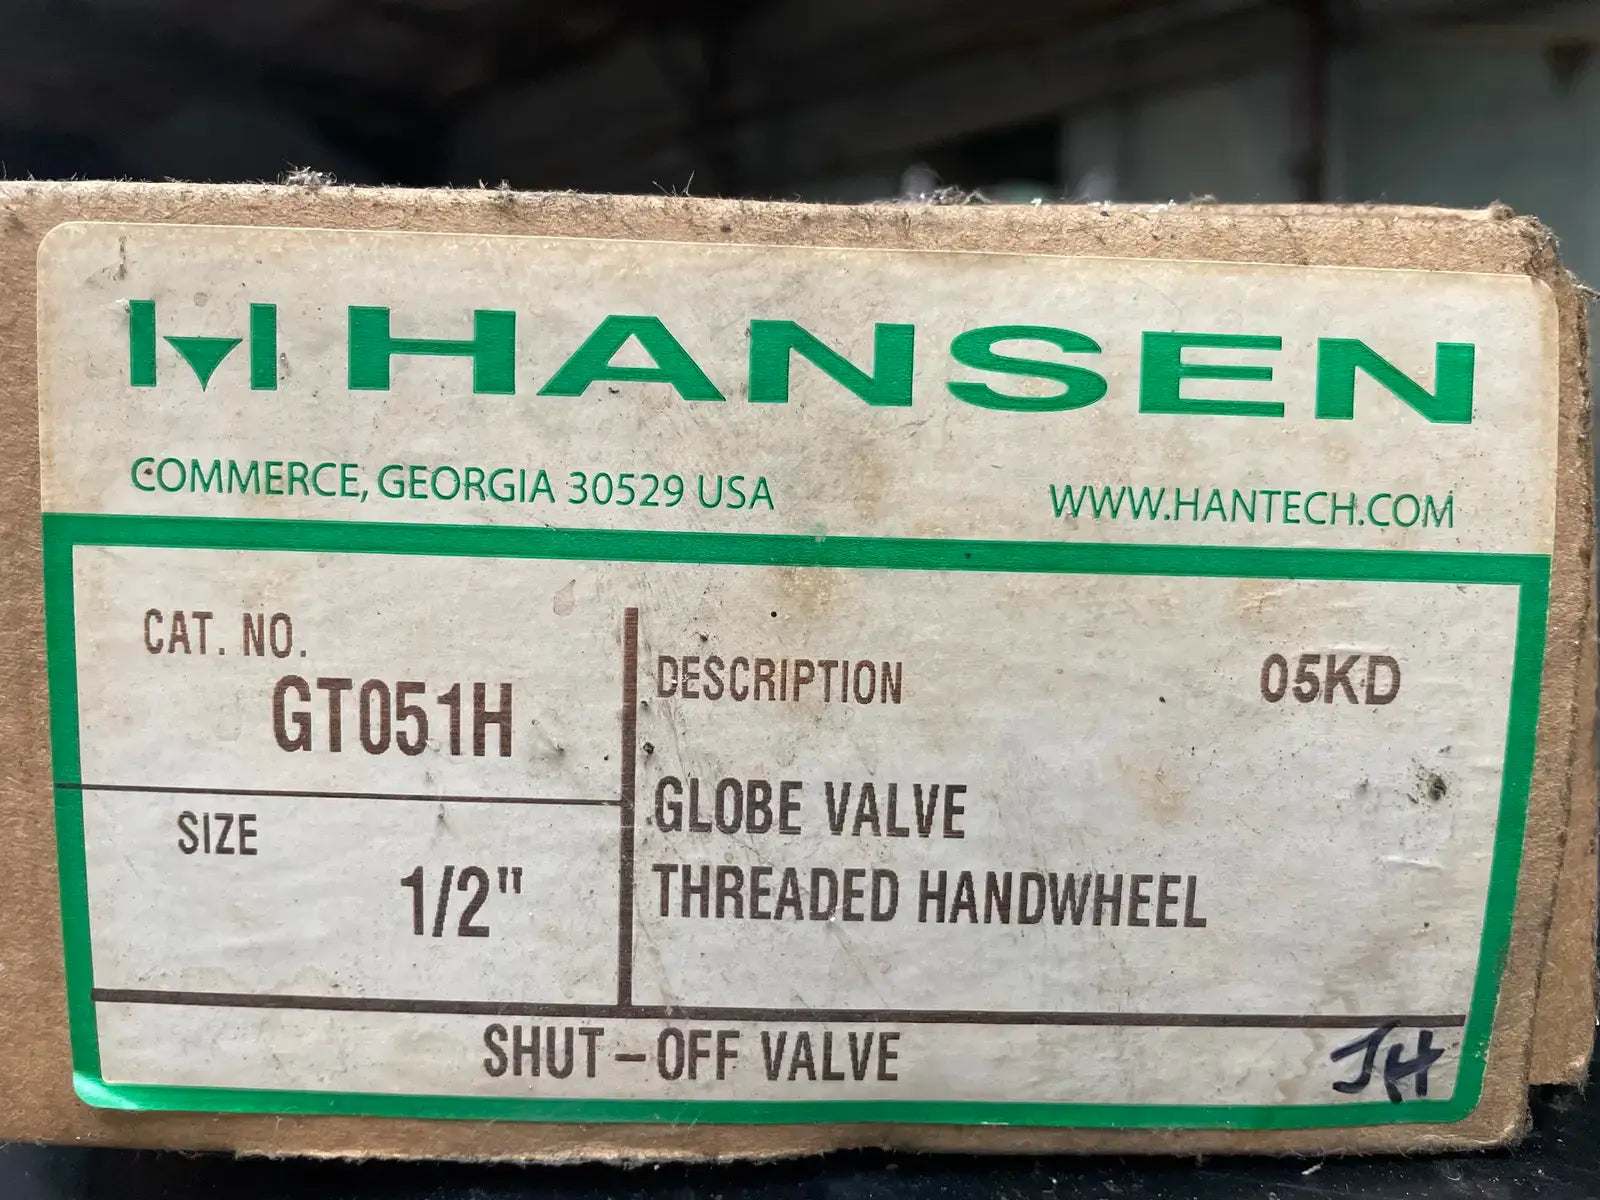 HANSEN
COMMERCE, GEORGIA 30529 USA
WWW.HANTECH.COM
CAT. NO.
GT051H
SIZE
1/2"
DESCRIPTION
05KD
GLOBE VALVE
THREADED HANDWHEEL
SHUT-OFF VALVE
JH